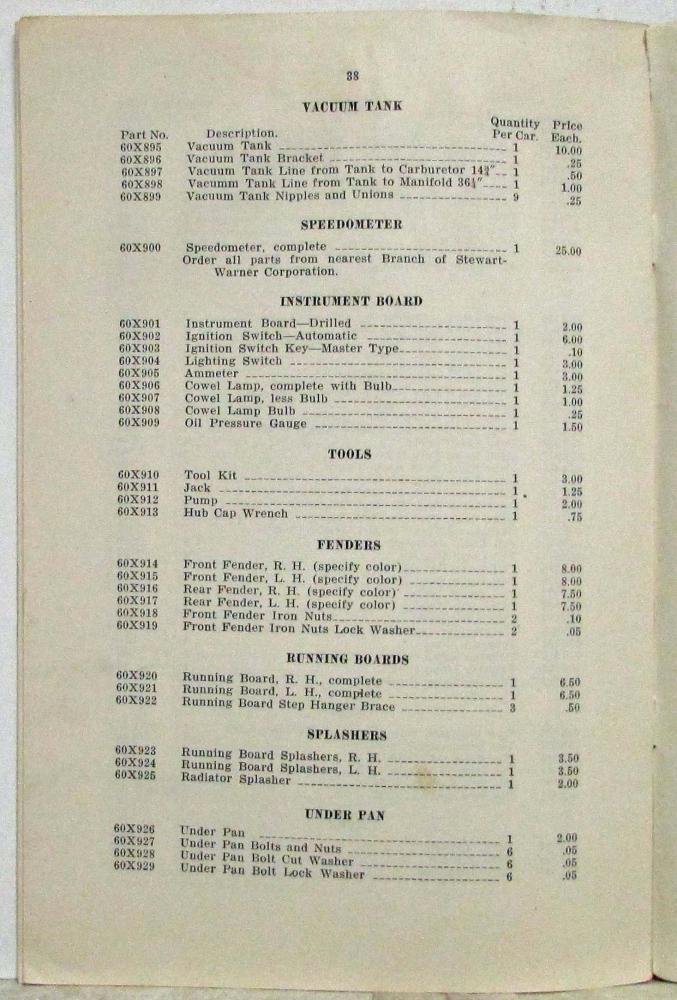 38
VACUUM TANK
Quantity Price
Part No. Description. Per Car. Each.
60X895 Vacuum Tank 1 10.00
60X896 Vacuum Tank Bracket 1 .25
60X897 Vacuum Tank Line from Tank to Carburetor 14¾″ 1 .50
60X898 Vacumm Tank Line from Tank to Manifold 36¼″ 1 1.00
60X899 Vacuum Tank Nipples and Unions 9 .25
SPEEDOMETER
60X900 Speedometer, complete 1 25.00
Order all parts from nearest Branch of Stewart-
Warner Corporation.
INSTRUMENT BOARD
60X901 Instrument Board—Drilled 1 2.00
60X902 Ignition Switch—Automatic 1 6.00
60X903 Ignition Switch Key—Master Type 1 .10
60X904 Lighting Switch 1 3.00
60X905 Ammeter 1 3.00
60X906 Cowel Lamp, complete with Bulb 1 1.25
60X907 Cowel Lamp, less Bulb 1 1.00
60X908 Cowel Lamp Bulb 1 .25
60X909 Oil Pressure Gauge 1 1.50
TOOLS
60X910 Tool Kit 1 3.00
60X911 Jack 1 1.25
60X912 Pump 1 2.00
60X913 Hub Cap Wrench 1 .75
FENDERS
60X914 Front Fender, R. H. (specify color) 1 8.00
60X915 Front Fender, L. H. (specify color) 1 8.00
60X916 Rear Fender, R. H. (specify color) 1 7.50
60X917 Rear Fender, L. H. (specify color) 1 7.50
60X918 Front Fender Iron Nuts 2 .10
60X919 Front Fender Iron Nuts Lock Washer 2 .05
RUNNING BOARDS
60X920 Running Board, R. H., complete 1 6.50
60X921 Running Board, L. H., complete 1 6.50
60X922 Running Board Step Hanger Brace 3 .50
SPLASHERS
60X923 Running Board Splashers, R. H. 1 3.50
60X924 Running Board Splashers, L. H. 1 3.50
60X925 Radiator Splasher 1 2.00
UNDER PAN
60X926 Under Pan 1 2.00
60X927 Under Pan Bolts and Nuts 6 .05
60X928 Under Pan Bolt Cut Washer 6 .05
60X929 Under Pan Bolt Lock Washer 6 .05